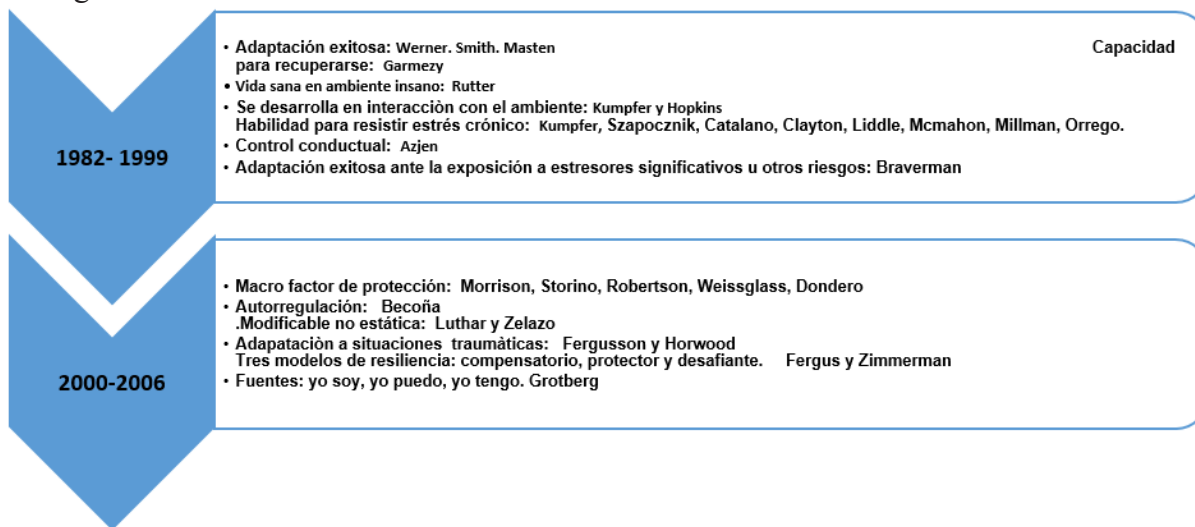 • Adaptación exitosa: Werner. Smith. Masten Capacidad
para recuperarse: Garmezy
• Vida sana en ambiente insano: Rutter
• Se desarrolla en interacciòn con el ambiente: Kumpfer y Hopkins
Habilidad para resistir estrés crónico: Kumpfer, Szapocznik, Catalano, Clayton, Liddle, Mcmahon, Millman, Orrego.
1982- 1999
• Control conductual: Azjen
• Adaptación exitosa ante la exposición a estresores significativos u otros riesgos: Braverman
• Macro factor de protección: Morrison, Storino, Robertson, Weissglass, Dondero
• Autorregulación: Becoña
.Modificable no estática: Luthar y Zelazo
• Adapataciòn a situaciones traumàticas: Fergusson y Horwood
Tres modelos de resiliencia: compensatorio, protector y desafiante. Fergus y Zimmerman
2000-2006
• Fuentes: yo soy, yo puedo, yo tengo. Grotberg